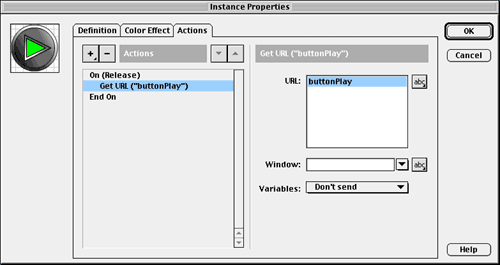 Instance Properties
Definition Color Effect Actions
+ - Actions
Get URL ("buttonPlay")
On (Release)
Get URL ("buttonPlay")
End On
URL: buttonPlay
abc
Window:
abc
Variables: Don't send
OK
Cancel
Help